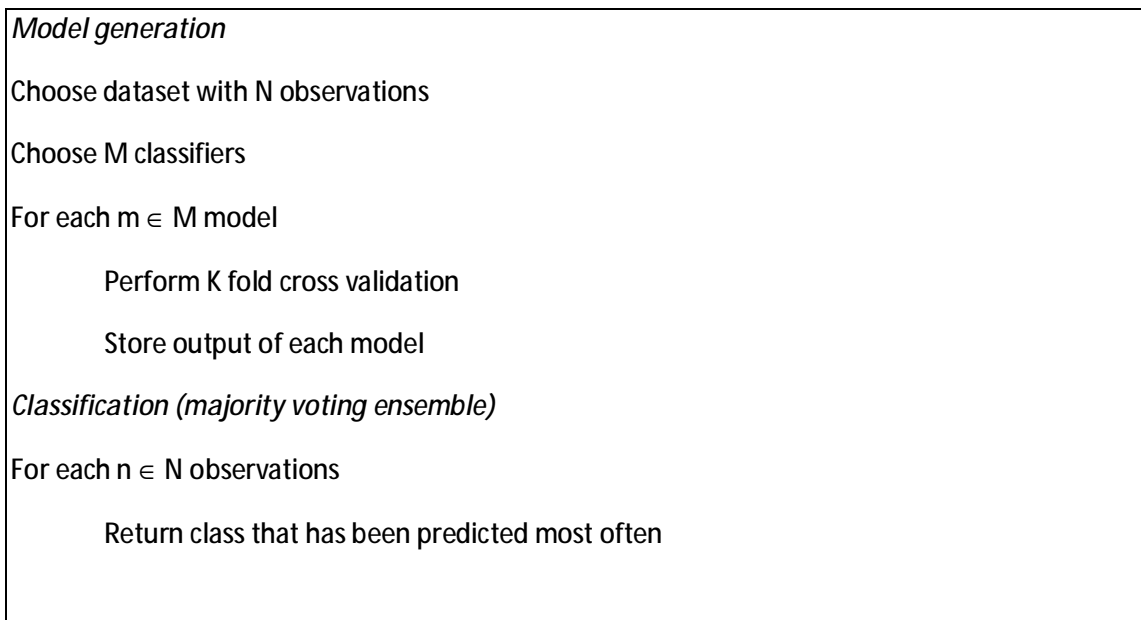 Model generation
Choose dataset with N observations
Choose M classifiers
For each m ∈ M model
Perform K fold cross validation
Store output of each model
Classification (majority voting ensemble)
For each n ∈ N observations
Return class that has been predicted most often